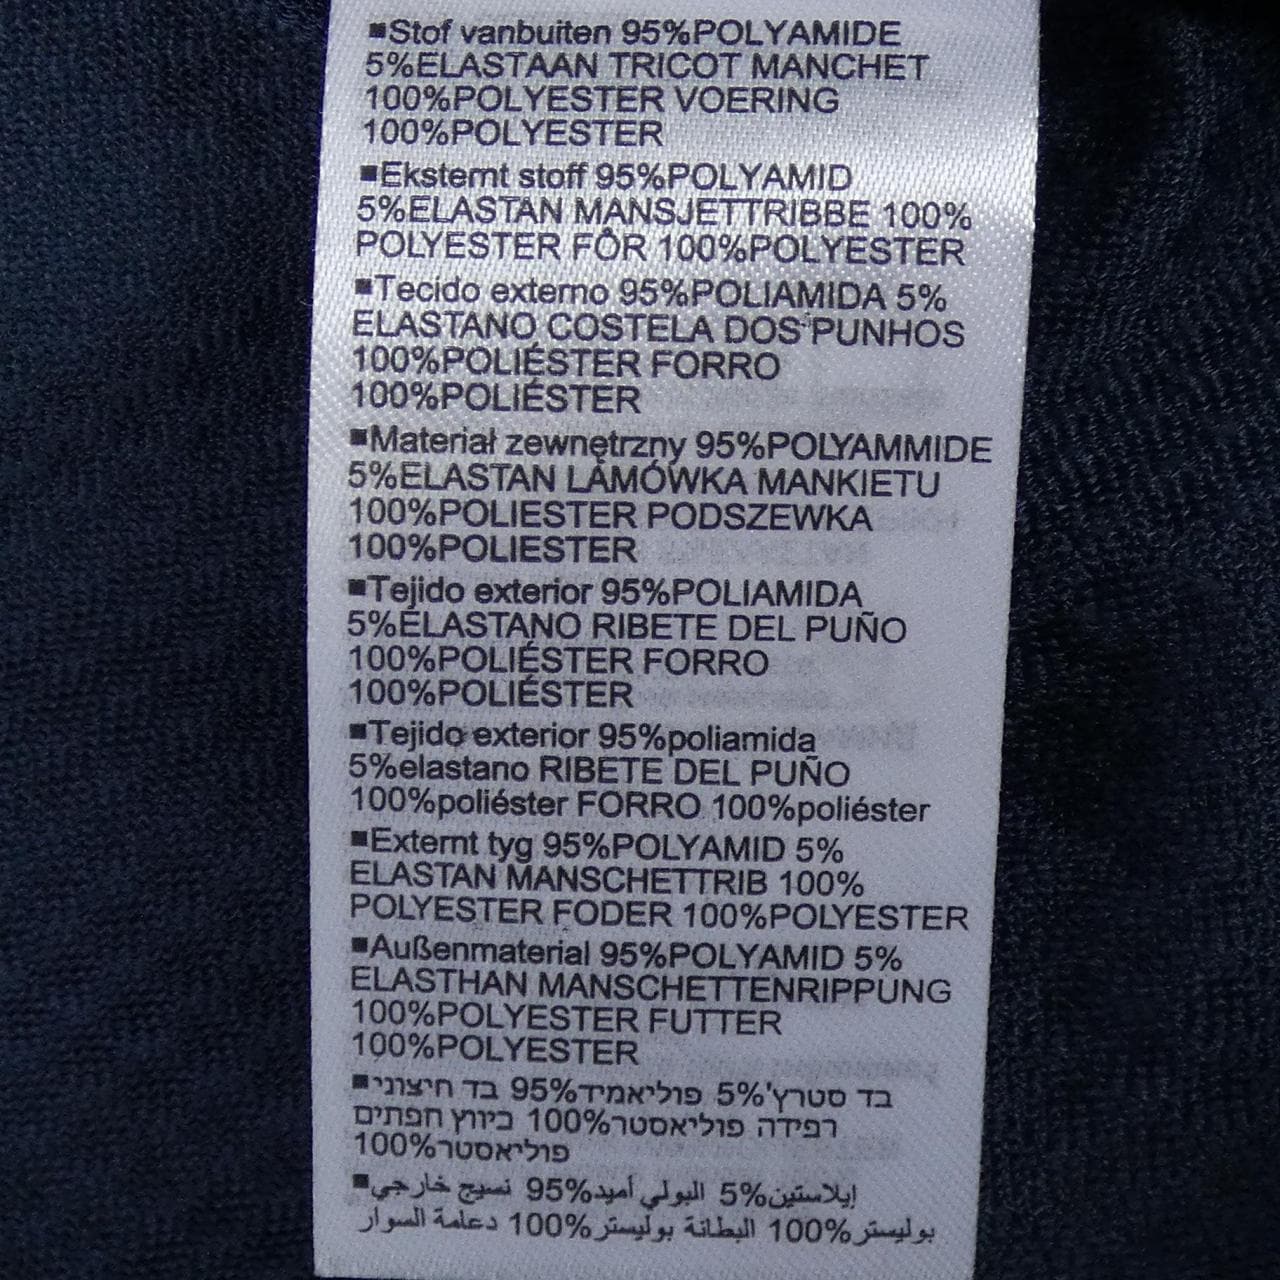 ■Stof vanbuiten 95%POLYAMIDE
5%ELASTAAN TRICOT MANCHET
100%POLYESTER VOERING
100%POLYESTER
■Eksternt stoff 95%POLYAMID
5%ELASTAN MANSJETTRIBBE 100%
POLYESTER FÔR 100%POLYESTER
■Tecido externo 95%POLIAMIDA 5%
ELASTANO COSTELA DOS PUNHOS
100%POLIÉSTER FORRO
100%POLIÉSTER
■Materiał zewnętrzny 95%POLYAMMIDE
5%ELASTAN LAMÓWKA MANKIETU
100%POLIESTER PODSZEWKA
100%POLIESTER
■Tejido exterior 95%POLIAMIDA
5%ELASTANO RIBETE DEL PUÑO
100%POLIÉSTER FORRO
100%POLIÉSTER
■Tejido exterior 95%poliamida
5%elastano RIBETE DEL PUÑO
100%poliéster FORRO 100%poliéster
■Externt tyg 95%POLYAMID 5%
ELASTAN MANSCHETTRIB 100%
POLYESTER FODER 100%POLYESTER
■Außenmaterial 95%POLYAMID 5%
ELASTHAN MANSCHETTENRIPPUNG
100%POLYESTER FUTTER
100%POLYESTER
■בד חיצוני 95%פוליאמיד 5%'בד סטרץ
כיווץ חפתים 100%רפידה פוליאסטר
100%פוליאסטר
■نسيج خارجي 95%البولي أميد 5%إيلاستين
دعامة السوار 100%البطانة بوليستر 100%بوليستر